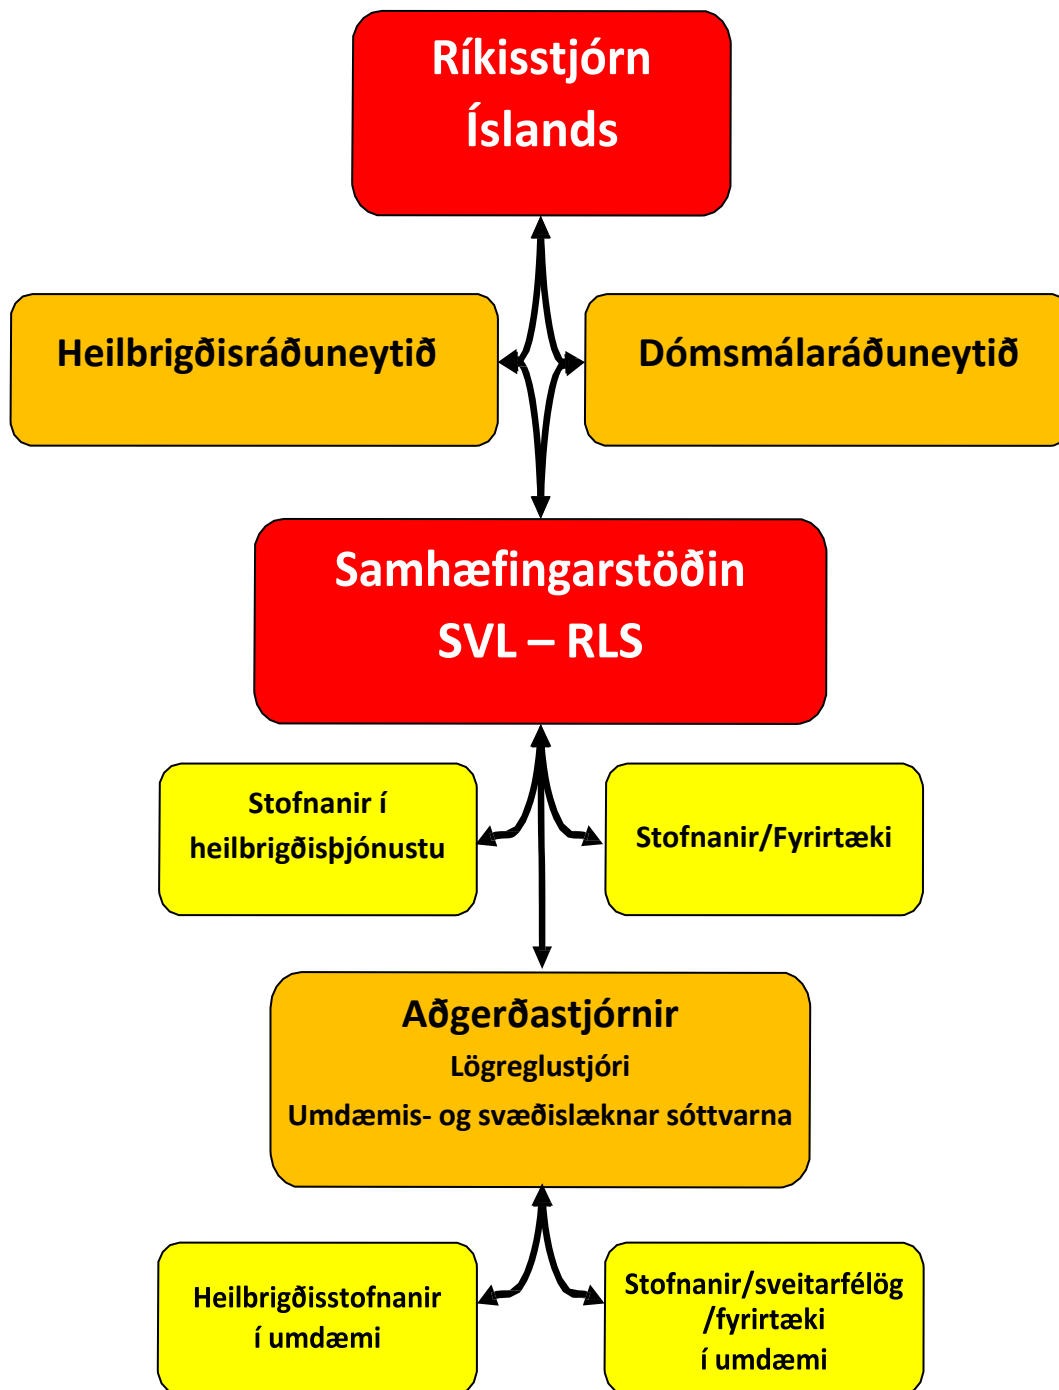 Ríkisstjórn
Íslands
Heilbrigðisráðuneytið
Dómsmálaráðuneytið
Samhæfingarstöðin
SVL – RLS
Stofnanir í
heilbrigðisþjónustu
Stofnanir/Fyrirtæki
Aðgerðastjórnir
Lögreglustjóri
Umdæmis- og svæðislæknar sóttvarna
Heilbrigðisstofnanir
í umdæmi
Stofnanir/sveitarfélög
/fyrirtæki
í umdæmi